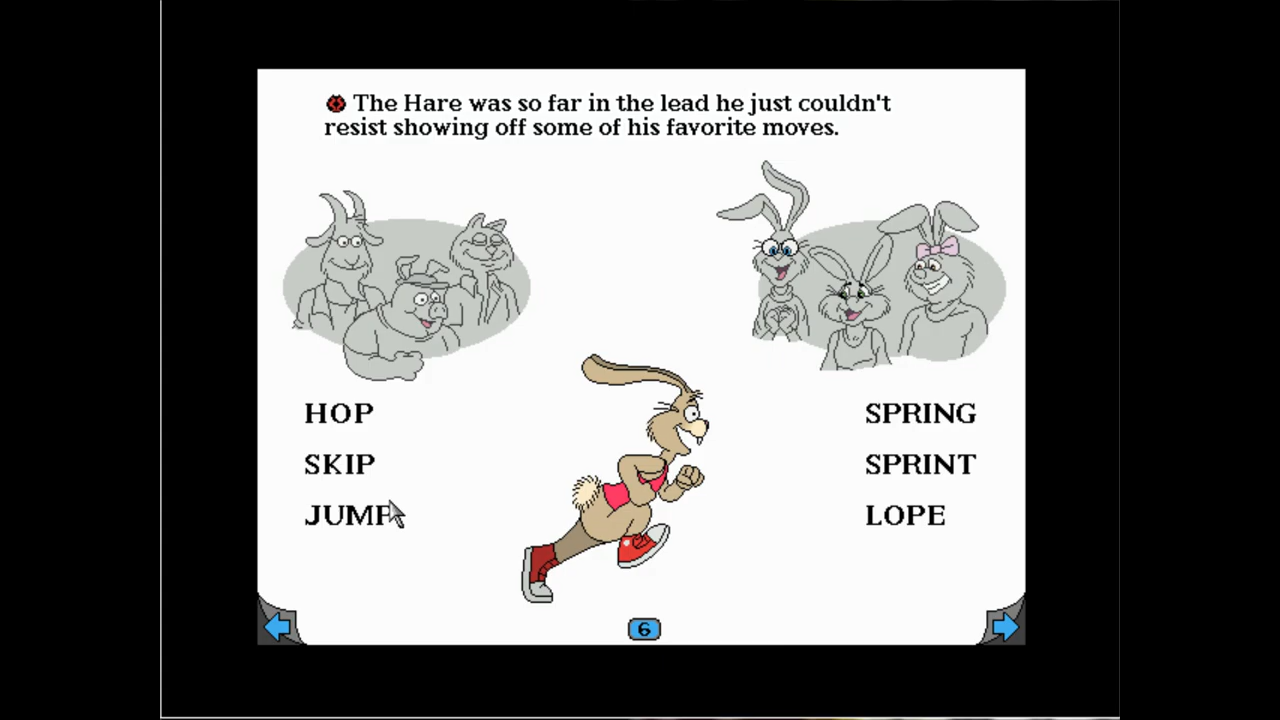 The Hare was so far in the lead he just couldn't
resist showing off some of his favorite moves.
HOP
SKIP
JUMP
SPRING
SPRINT
LOPE
6